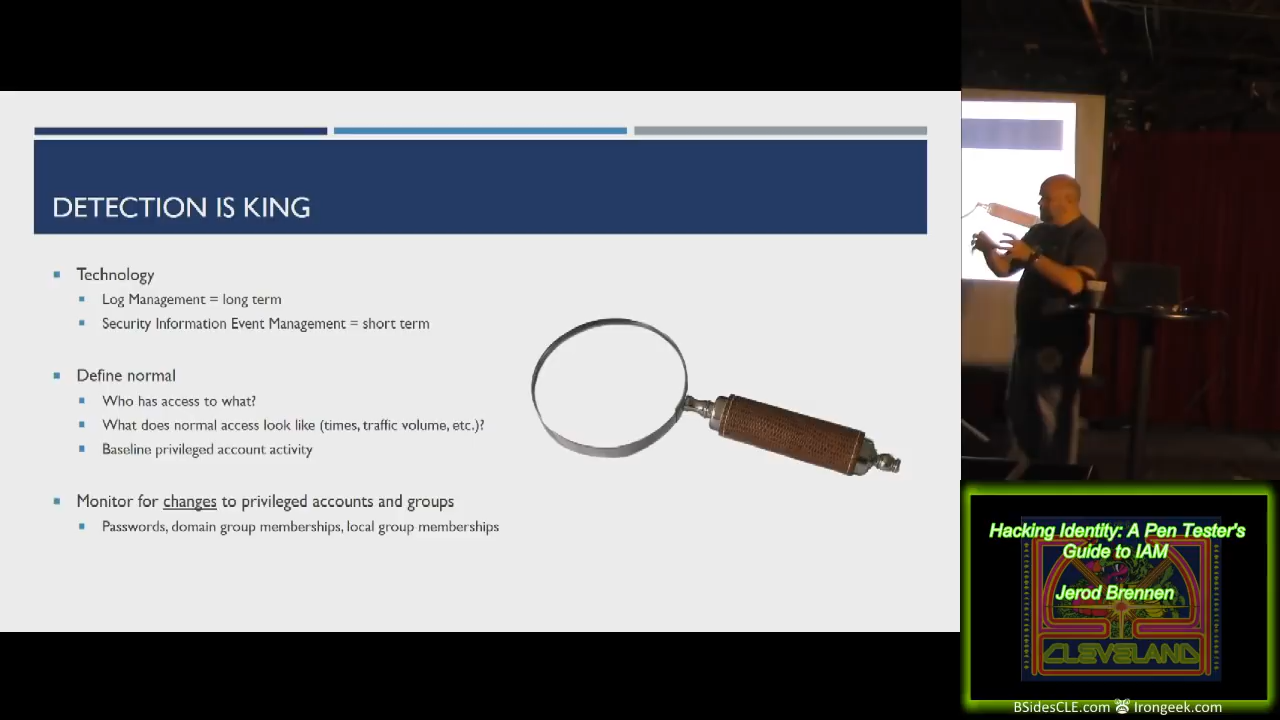 DETECTION IS KING
Technology
Log Management = long term
Security Information Event Management = short term
Define normal
Who has access to what?
What does normal access look like (times, traffic volume, etc.)?
Baseline privileged account activity
Monitor for changes to privileged accounts and groups
Passwords, domain group memberships, local group memberships
Hacking Identity: A Pen Tester's
Guide to IAM
Jerod Brennen
CLEVELAND
BSidesCLE.com Irongeek.com